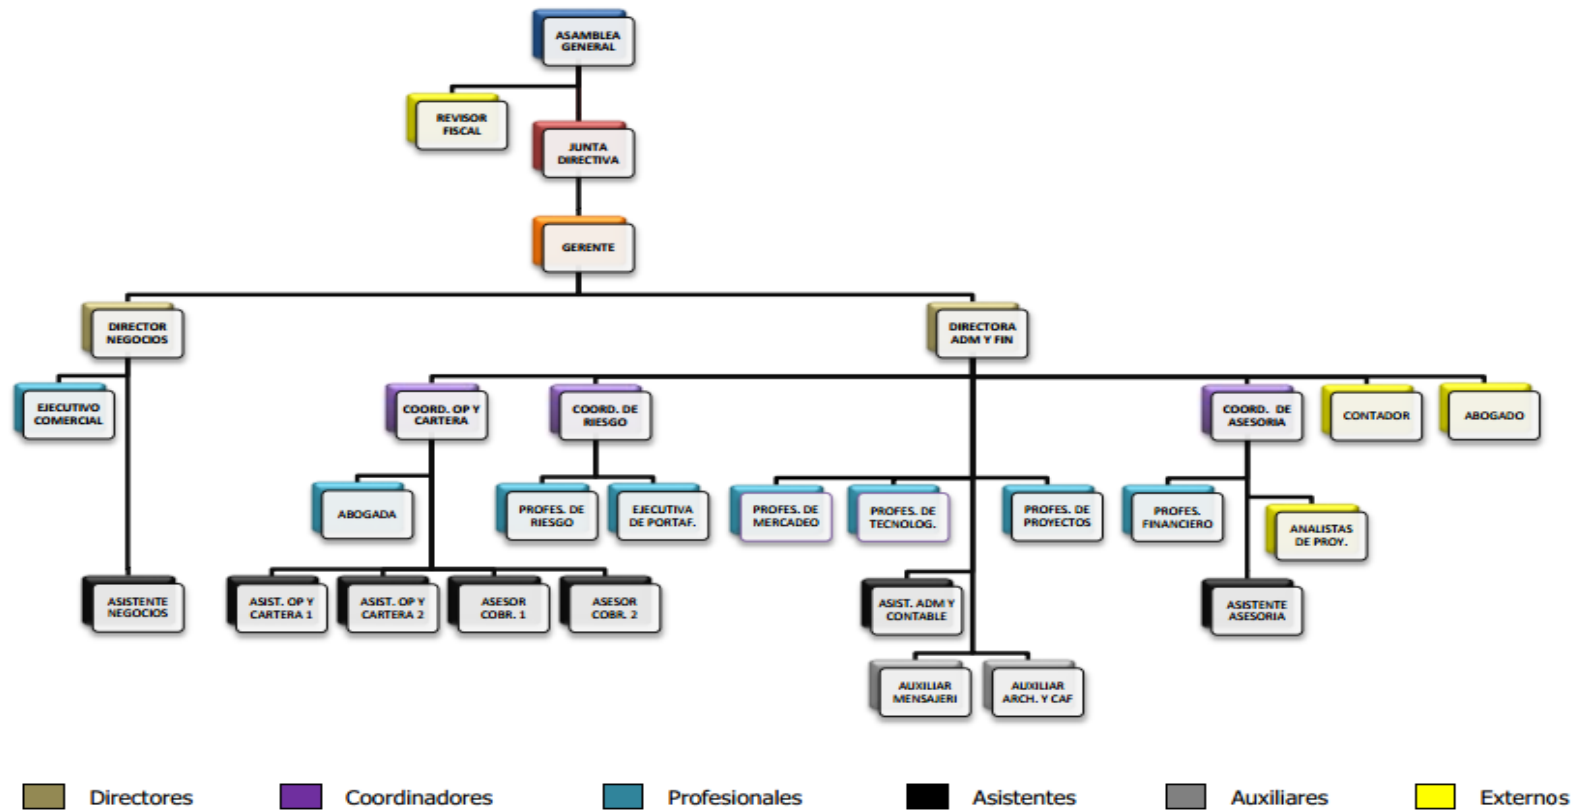 ASAMBLEA
GENERAL
REVISOR
FISCAL
JUNTA
DIRECTIVA
GERENTE
DIRECTOR
NEGOCIOS
DIRECTORA
ADM Y FIN
EJECUTIVO
COMERCIAL
COORD. OP Y
CARTERA
COORD. DE
RIESGO
COORD. DE
ASESORIA
CONTADOR
ABOGADO
ABOGADA
PROFES. DE
RIESGO
EJECUTIVA
DE PORTAF.
PROFES. DE
MERCADEO
PROFES. DE
TECNOLOG.
PROFES. DE
PROYECTOS
PROFES.
FINANCIERO
ANALISTAS
DE PROY.
ASISTENTE
NEGOCIOS
ASIST. OP Y
CARTERA 1
ASIST. OP Y
CARTERA 2
ASESOR
COBR. 1
ASESOR
COBR. 2
ASIST. ADM Y
CONTABLE
ASISTENTE
ASESORIA
AUXILIAR
MENSAJERI
AUXILIAR
ARCH. Y CAF
Directores
Coordinadores
Profesionales
Asistentes
Auxiliares
Externos